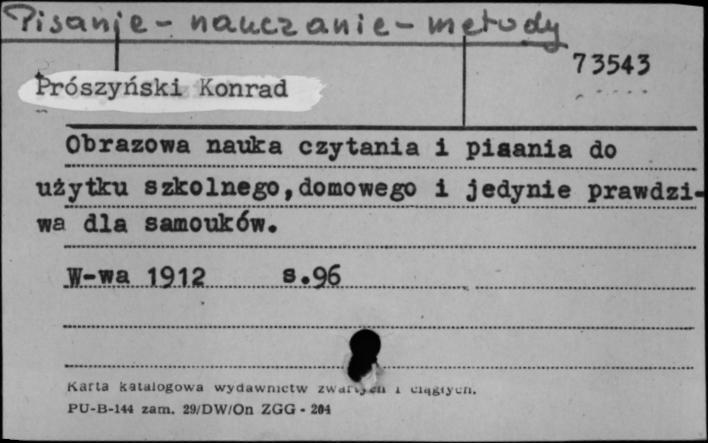 Pisanie - nauczanie - metody
73543
Prószyński Konrad
Obrazowa nauka czytania i pisania do
użytku szkolnego,domowego i jedynie prawdzi-
wa dla samouków.
W-wa 1912 s.96
Karta katalogowa wydawnictw zwartych i ciągłych.
PU-B-144 zam. 29/DW/On ZGG - 204